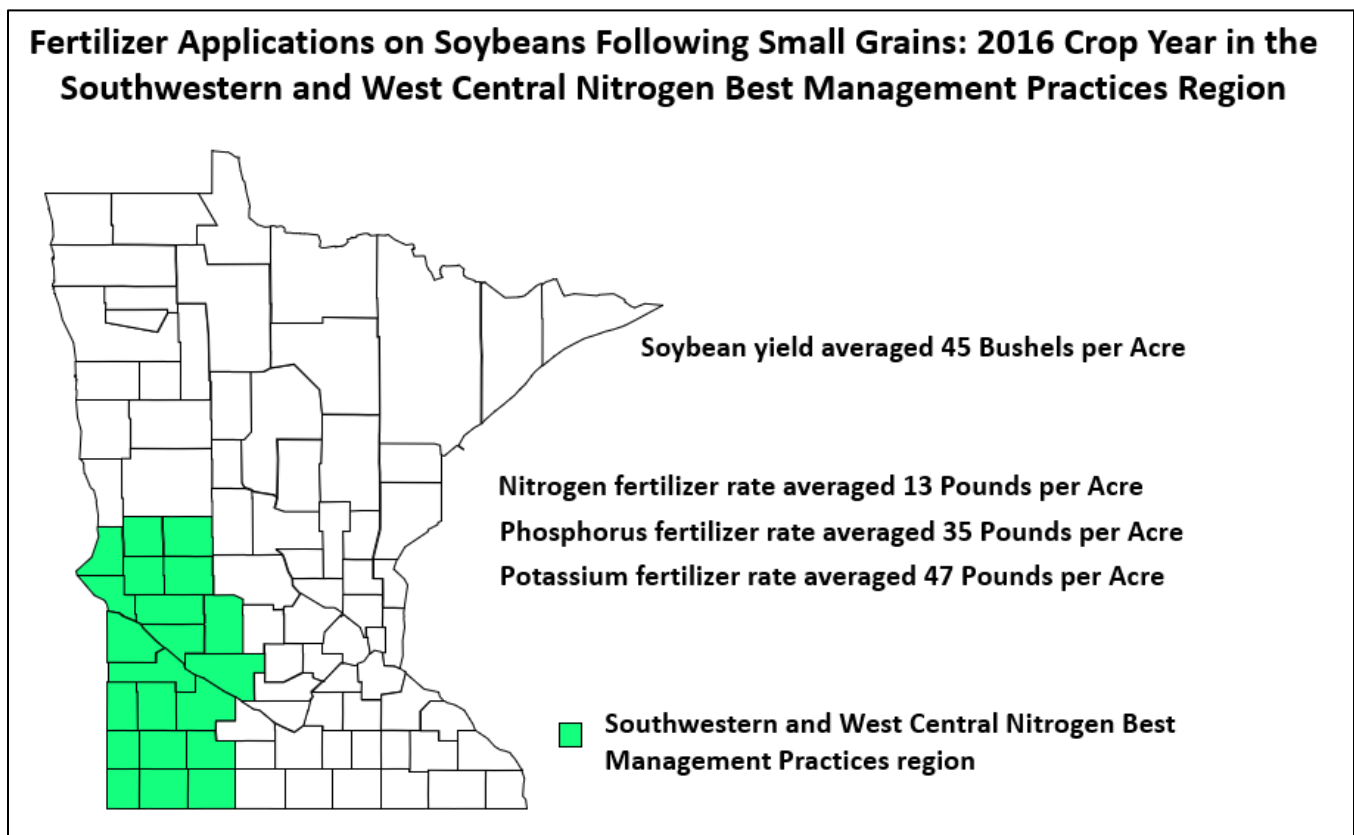 Fertilizer Applications on Soybeans Following Small Grains: 2016 Crop Year in the
Southwestern and West Central Nitrogen Best Management Practices Region
Soybean yield averaged 45 Bushels per Acre
Nitrogen fertilizer rate averaged 13 Pounds per Acre
Phosphorus fertilizer rate averaged 35 Pounds per Acre
Potassium fertilizer rate averaged 47 Pounds per Acre
Southwestern and West Central Nitrogen Best
Management Practices region